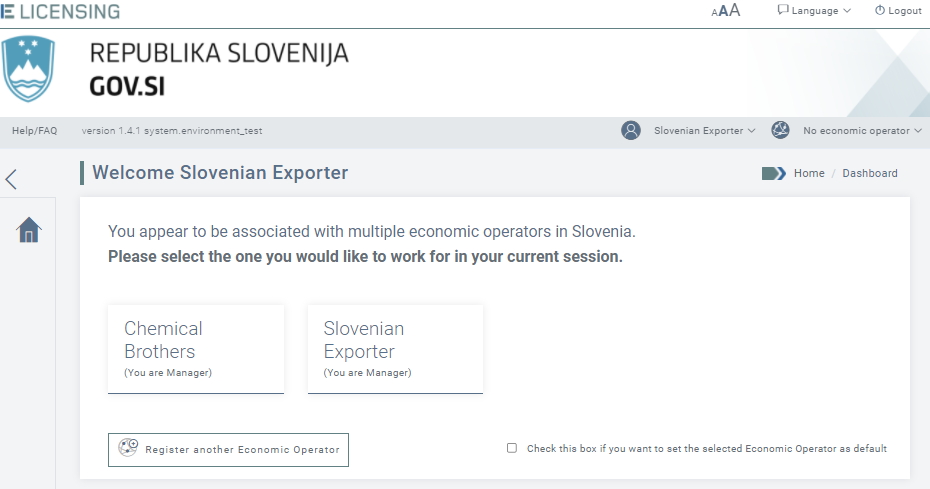 E LICENSING
AAA Language Logout
REPUBLIKA SLOVENIJA
GOV.SI
Help/FAQ version 1.4.1 system.environment_test Slovenian Exporter No economic operator
Welcome Slovenian Exporter Home / Dashboard
You appear to be associated with multiple economic operators in Slovenia.
Please select the one you would like to work for in your current session.
Chemical
Brothers
(You are Manager)
Slovenian
Exporter
(You are Manager)
Register another Economic Operator
Check this box if you want to set the selected Economic Operator as default